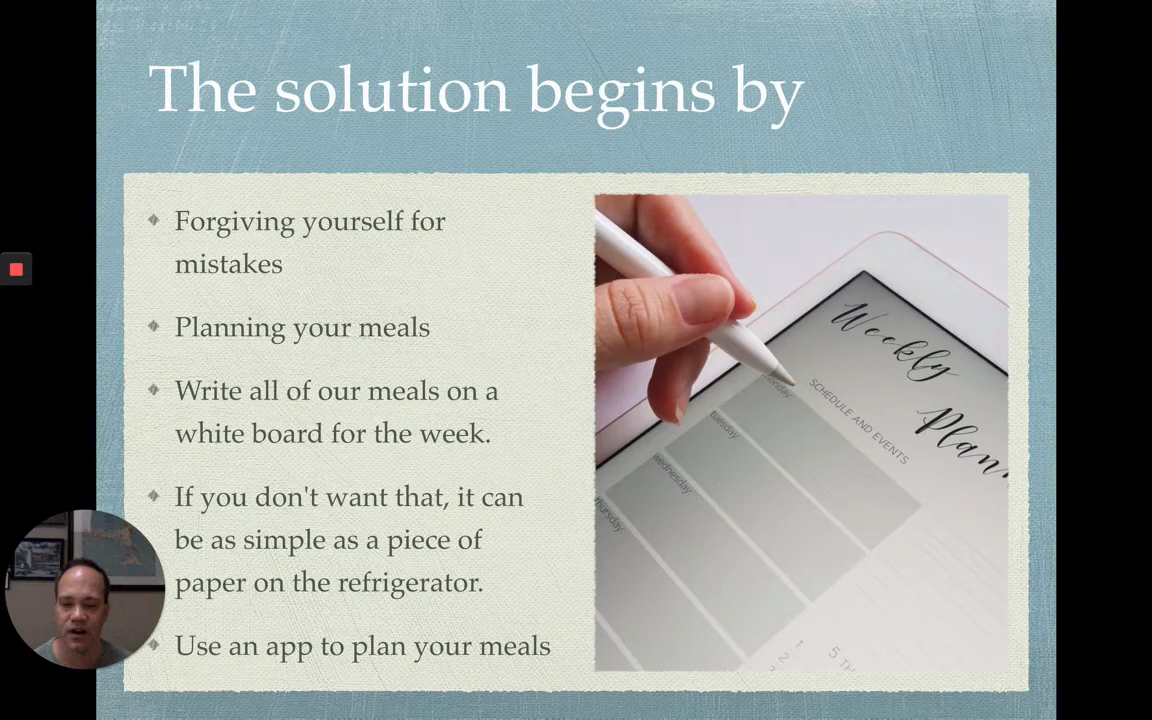 The solution begins by
Forgiving yourself for
mistakes
Planning your meals
Write all of our meals on a
white board for the week.
If you don't want that, it can
be as simple as a piece of
paper on the refrigerator.
Use an app to plan your meals
Weekly
SCHEDULE AND EVENTS
tuesday
wednesday
thursday
1
2